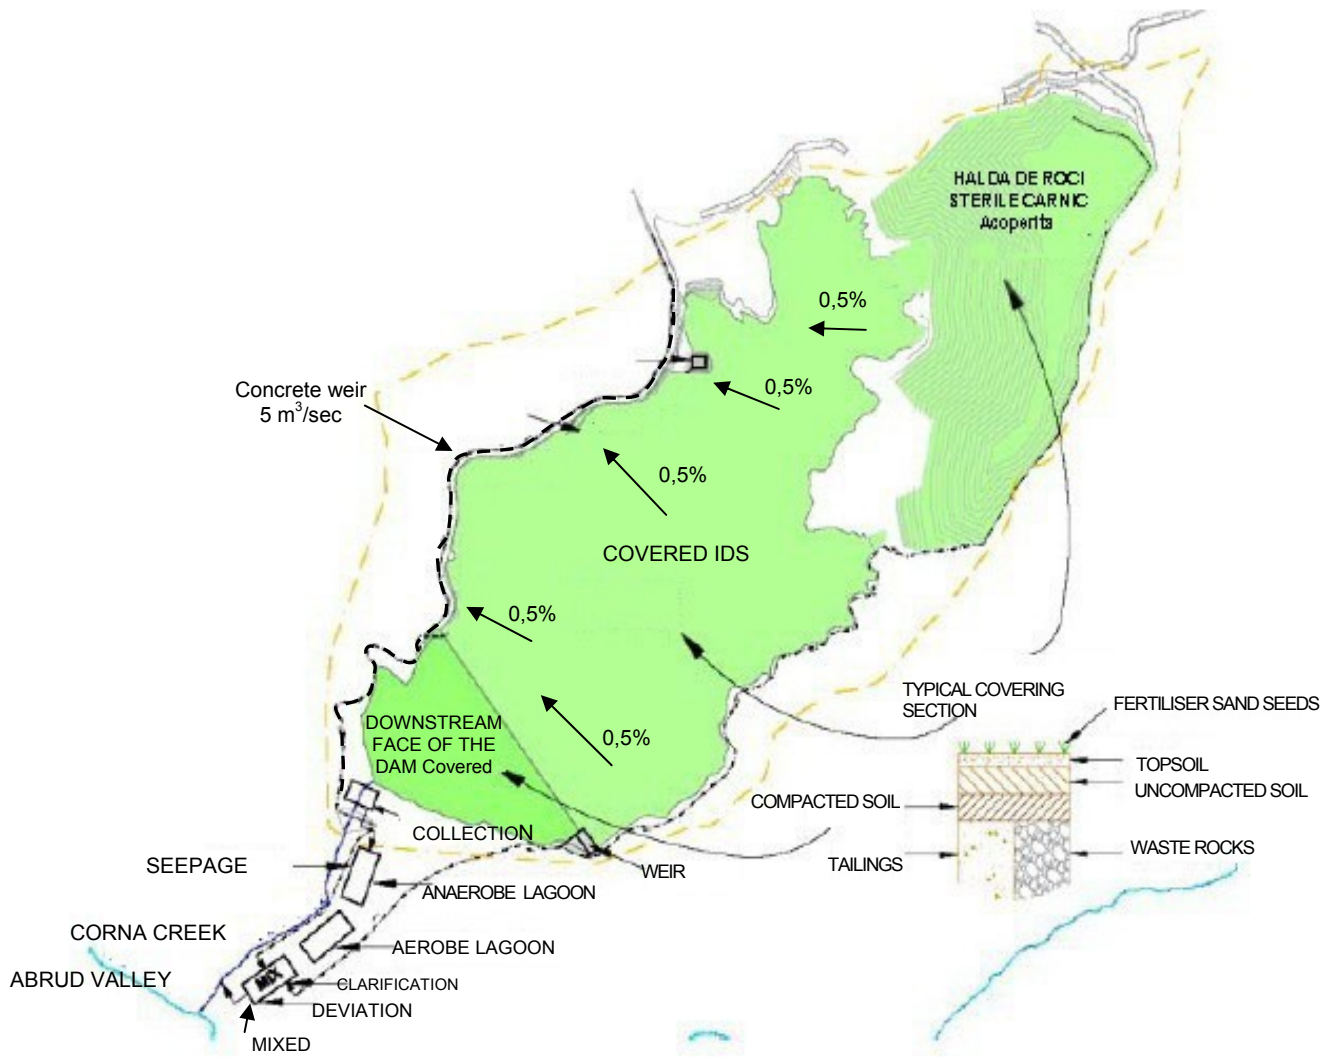 HALDA DE ROCI
STERILE CARNIC
Acoperita
0,5%
0,5%
Concrete weir
5 m³/sec
0,5%
COVERED IDS
0,5%
TYPICAL COVERING
SECTION
FERTILISER SAND SEEDS
DOWNSTREAM
FACE OF THE
DAM Covered
0,5%
TOPSOIL
UNCOMPACTED SOIL
COMPACTED SOIL
COLLECTION
WASTE ROCKS
TAILINGS
SEEPAGE
WEIR
ANAEROBE LAGOON
CORNA CREEK
AEROBE LAGOON
ABRUD VALLEY
MIX
CLARIFICATION
DEVIATION
MIXED